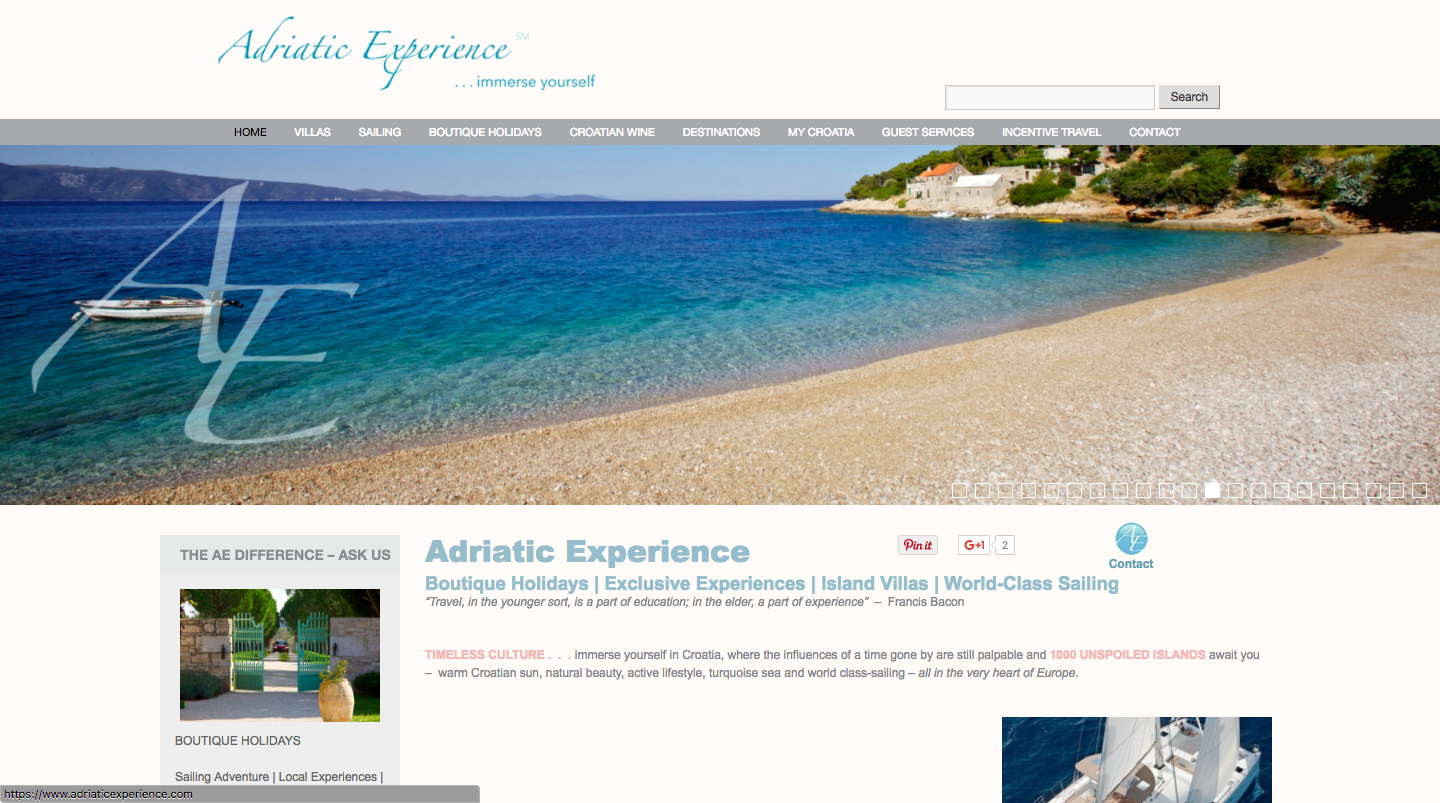 Adriatic Experience SM
. . . immerse yourself
Search
HOME VILLAS SAILING BOUTIQUE HOLIDAYS CROATIAN WINE DESTINATIONS MY CROATIA GUEST SERVICES INCENTIVE TRAVEL CONTACT
AE
THE AE DIFFERENCE – ASK US
BOUTIQUE HOLIDAYS
Sailing Adventure | Local Experiences |
Adriatic Experience
Pin it
G+1 2
AE
Contact
Boutique Holidays | Exclusive Experiences | Island Villas | World-Class Sailing
“Travel, in the younger sort, is a part of education; in the elder, a part of experience” – Francis Bacon
TIMELESS CULTURE . . . immerse yourself in Croatia, where the influences of a time gone by are still palpable and 1000 UNSPOILED ISLANDS await you
– warm Croatian sun, natural beauty, active lifestyle, turquoise sea and world class-sailing – all in the very heart of Europe.
https://www.adriaticexperience.com